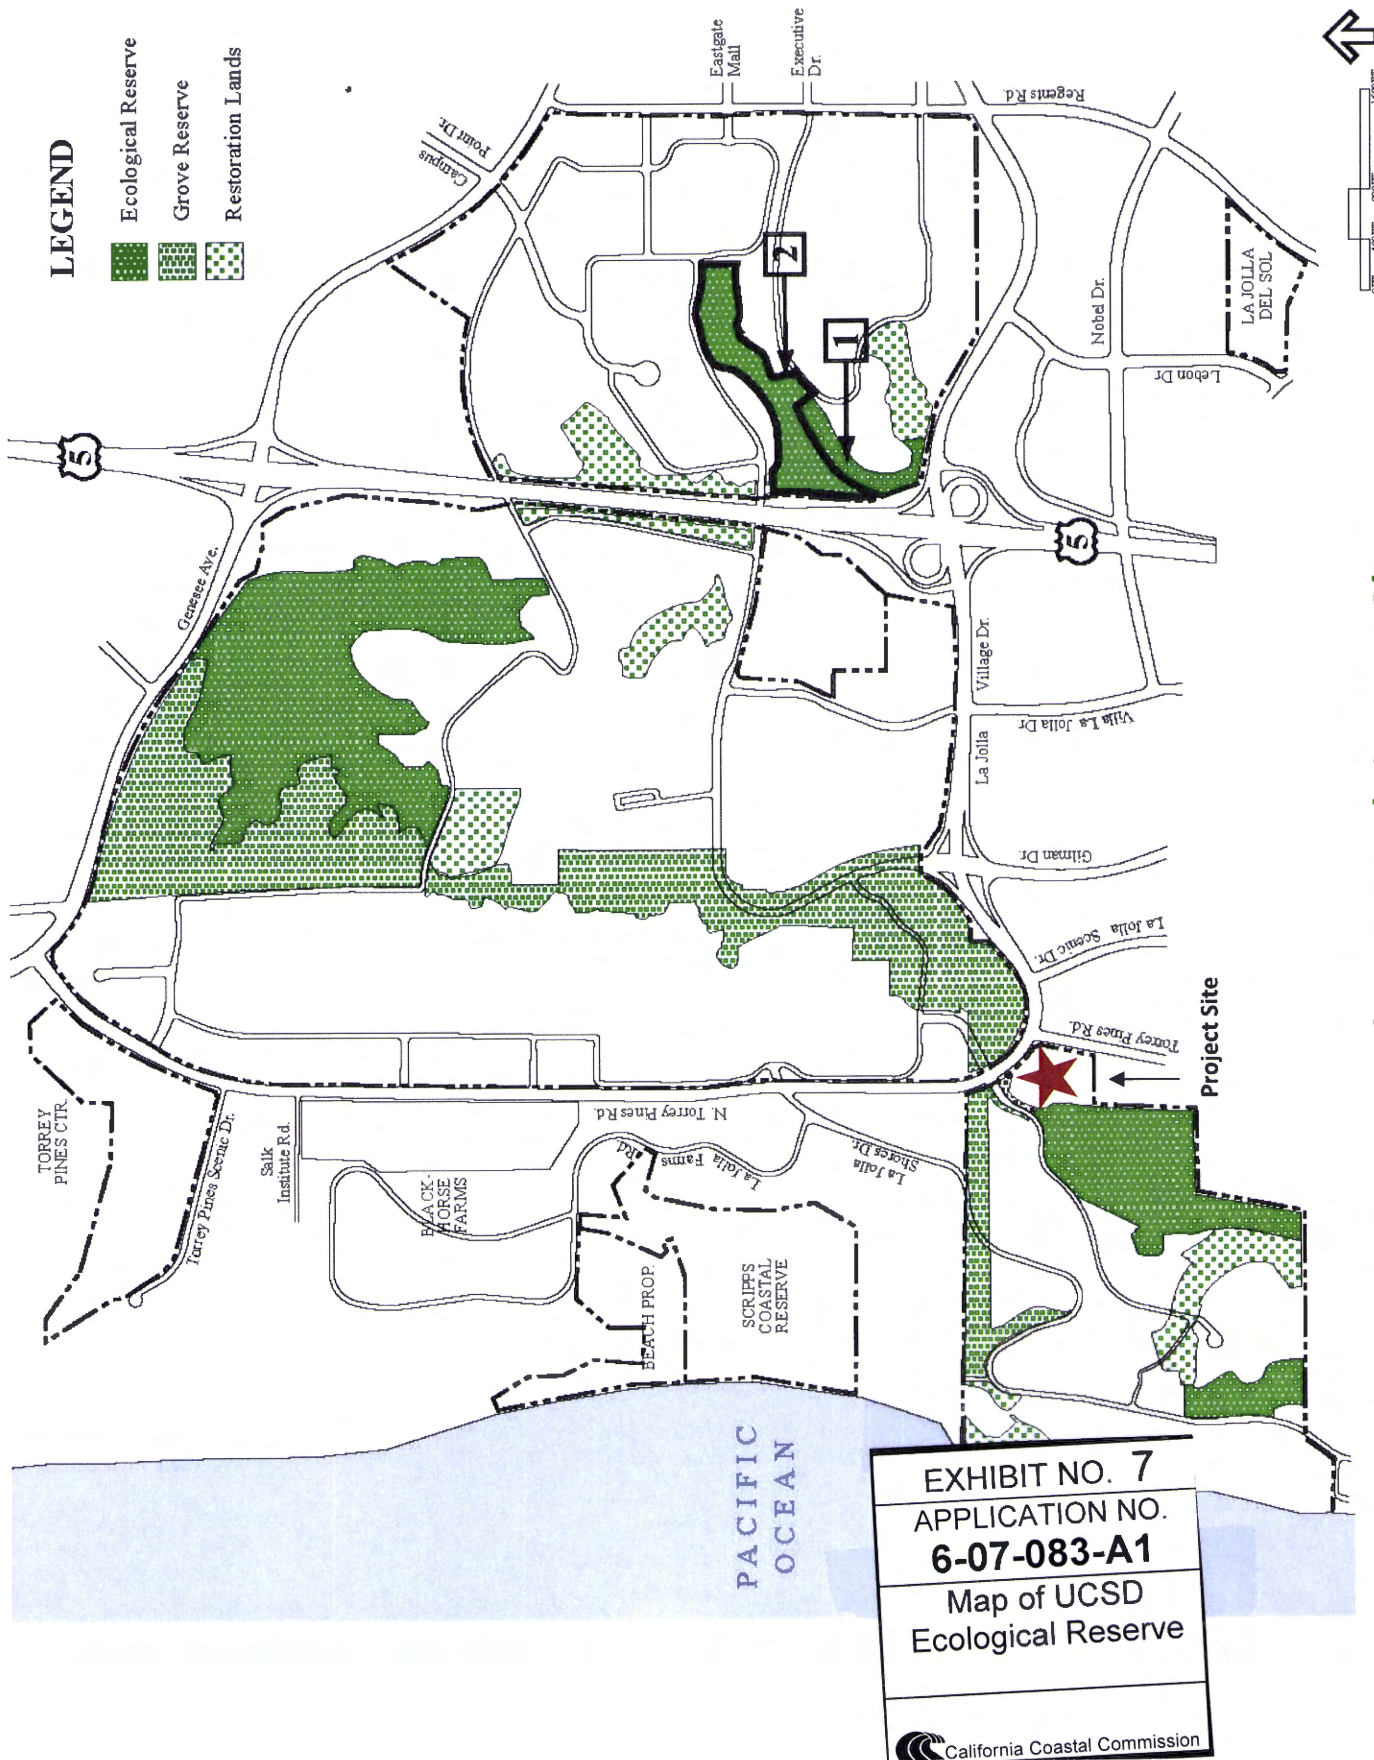 LEGEND
Ecological Reserve
Grove Reserve
Restoration Lands
Eastgate
Mall
Executive
Dr.
Regents Rd.
Campus
Point Dr.
5
Genesee Ave.
2
1
Nobel Dr.
Lebon Dr
LA JOLLA
DEL SOL
5
La Jolla
Village Dr.
Villa La Jolla Dr
Gilman Dr.
La Jolla Scenic Dr.
Torrey Pines Rd.
Project Site
TORREY
PINES CTR.
Torrey Pines Scenic Dr.
Salk
Institute Rd.
N. Torrey Pines Rd.
BLACK-
HORSE
FARMS
La Jolla Farms Rd
La Jolla
Shores Dr.
BEACH PROP.
SCRIPPS
COASTAL
RESERVE
PACIFIC
OCEAN
EXHIBIT NO. 7
APPLICATION NO.
6-07-083-A1
Map of UCSD
Ecological Reserve
California Coastal Commission